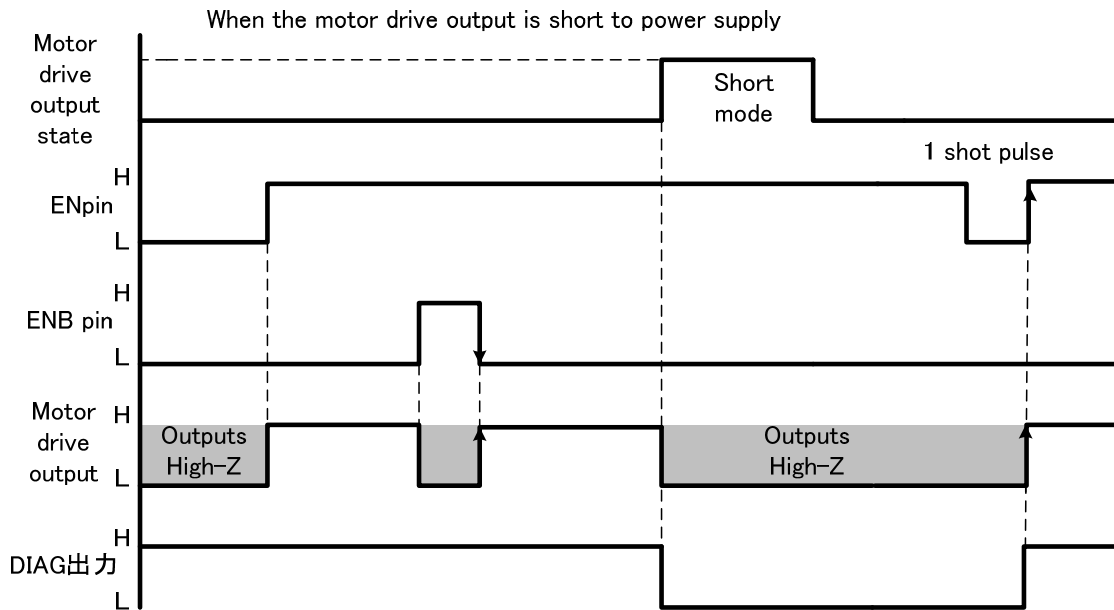 When the motor drive output is short to power supply
Motor
drive
output
state
Short
mode
1 shot pulse
H
ENpin
L
H
ENB pin
L
H
Motor
drive
output
L
Outputs
High-Z
Outputs
High-Z
H
DIAG出力
L